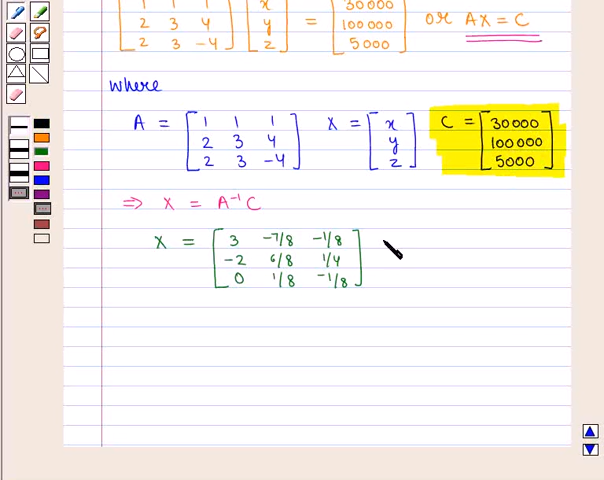 1 1 1 x 30000
2 3 4 y = 100000 or AX = C
2 3 -4 z 5000
where
A = 1 1 1 X = x C = 30000
2 3 4 y 100000
2 3 -4 z 5000
⇒ X = A⁻¹ C
X = 3 -7/8 -1/8
-2 6/8 1/4
0 1/8 -1/8